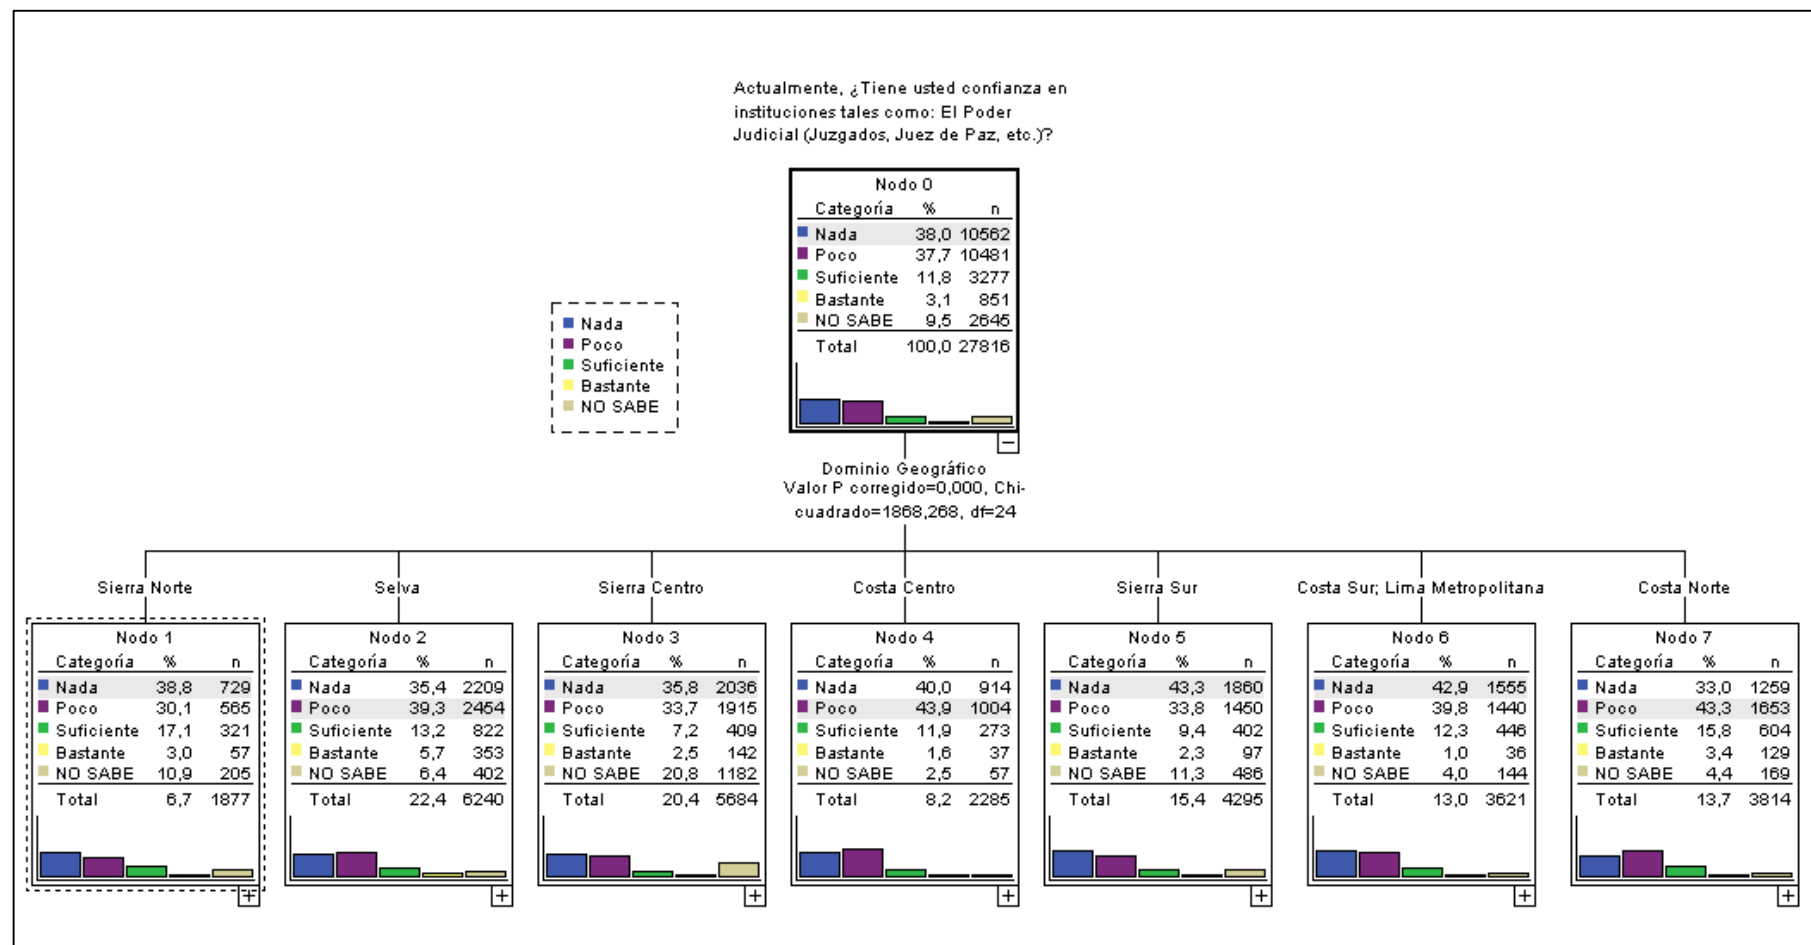 Actualmente, ¿Tiene usted confianza en
instituciones tales como: El Poder
Judicial (Juzgados, Juez de Paz, etc.)?
Nodo 0
Categoría % n
Nada 38,0 10562
Poco 37,7 10481
Suficiente 11,8 3277
Bastante 3,1 851
NO SABE 9,5 2645
Total 100,0 27816
Nada
Poco
Suficiente
Bastante
NO SABE
Dominio Geográfico
Valor P corregido=0,000, Chi-
cuadrado=1868,268, df=24
Sierra Norte
Nodo 1
Categoría % n
Nada 38,8 729
Poco 30,1 565
Suficiente 17,1 321
Bastante 3,0 57
NO SABE 10,9 205
Total 6,7 1877
Selva
Nodo 2
Categoría % n
Nada 35,4 2209
Poco 39,3 2454
Suficiente 13,2 822
Bastante 5,7 353
NO SABE 6,4 402
Total 22,4 6240
Sierra Centro
Nodo 3
Categoría % n
Nada 35,8 2036
Poco 33,7 1915
Suficiente 7,2 409
Bastante 2,5 142
NO SABE 20,8 1182
Total 20,4 5684
Costa Centro
Nodo 4
Categoría % n
Nada 40,0 914
Poco 43,9 1004
Suficiente 11,9 273
Bastante 1,6 37
NO SABE 2,5 57
Total 8,2 2285
Sierra Sur
Nodo 5
Categoría % n
Nada 43,3 1860
Poco 33,8 1450
Suficiente 9,4 402
Bastante 2,3 97
NO SABE 11,3 486
Total 15,4 4295
Costa Sur; Lima Metropolitana
Nodo 6
Categoría % n
Nada 42,9 1555
Poco 39,8 1440
Suficiente 12,3 446
Bastante 1,0 36
NO SABE 4,0 144
Total 13,0 3621
Costa Norte
Nodo 7
Categoría % n
Nada 33,0 1259
Poco 43,3 1653
Suficiente 15,8 604
Bastante 3,4 129
NO SABE 4,4 169
Total 13,7 3814